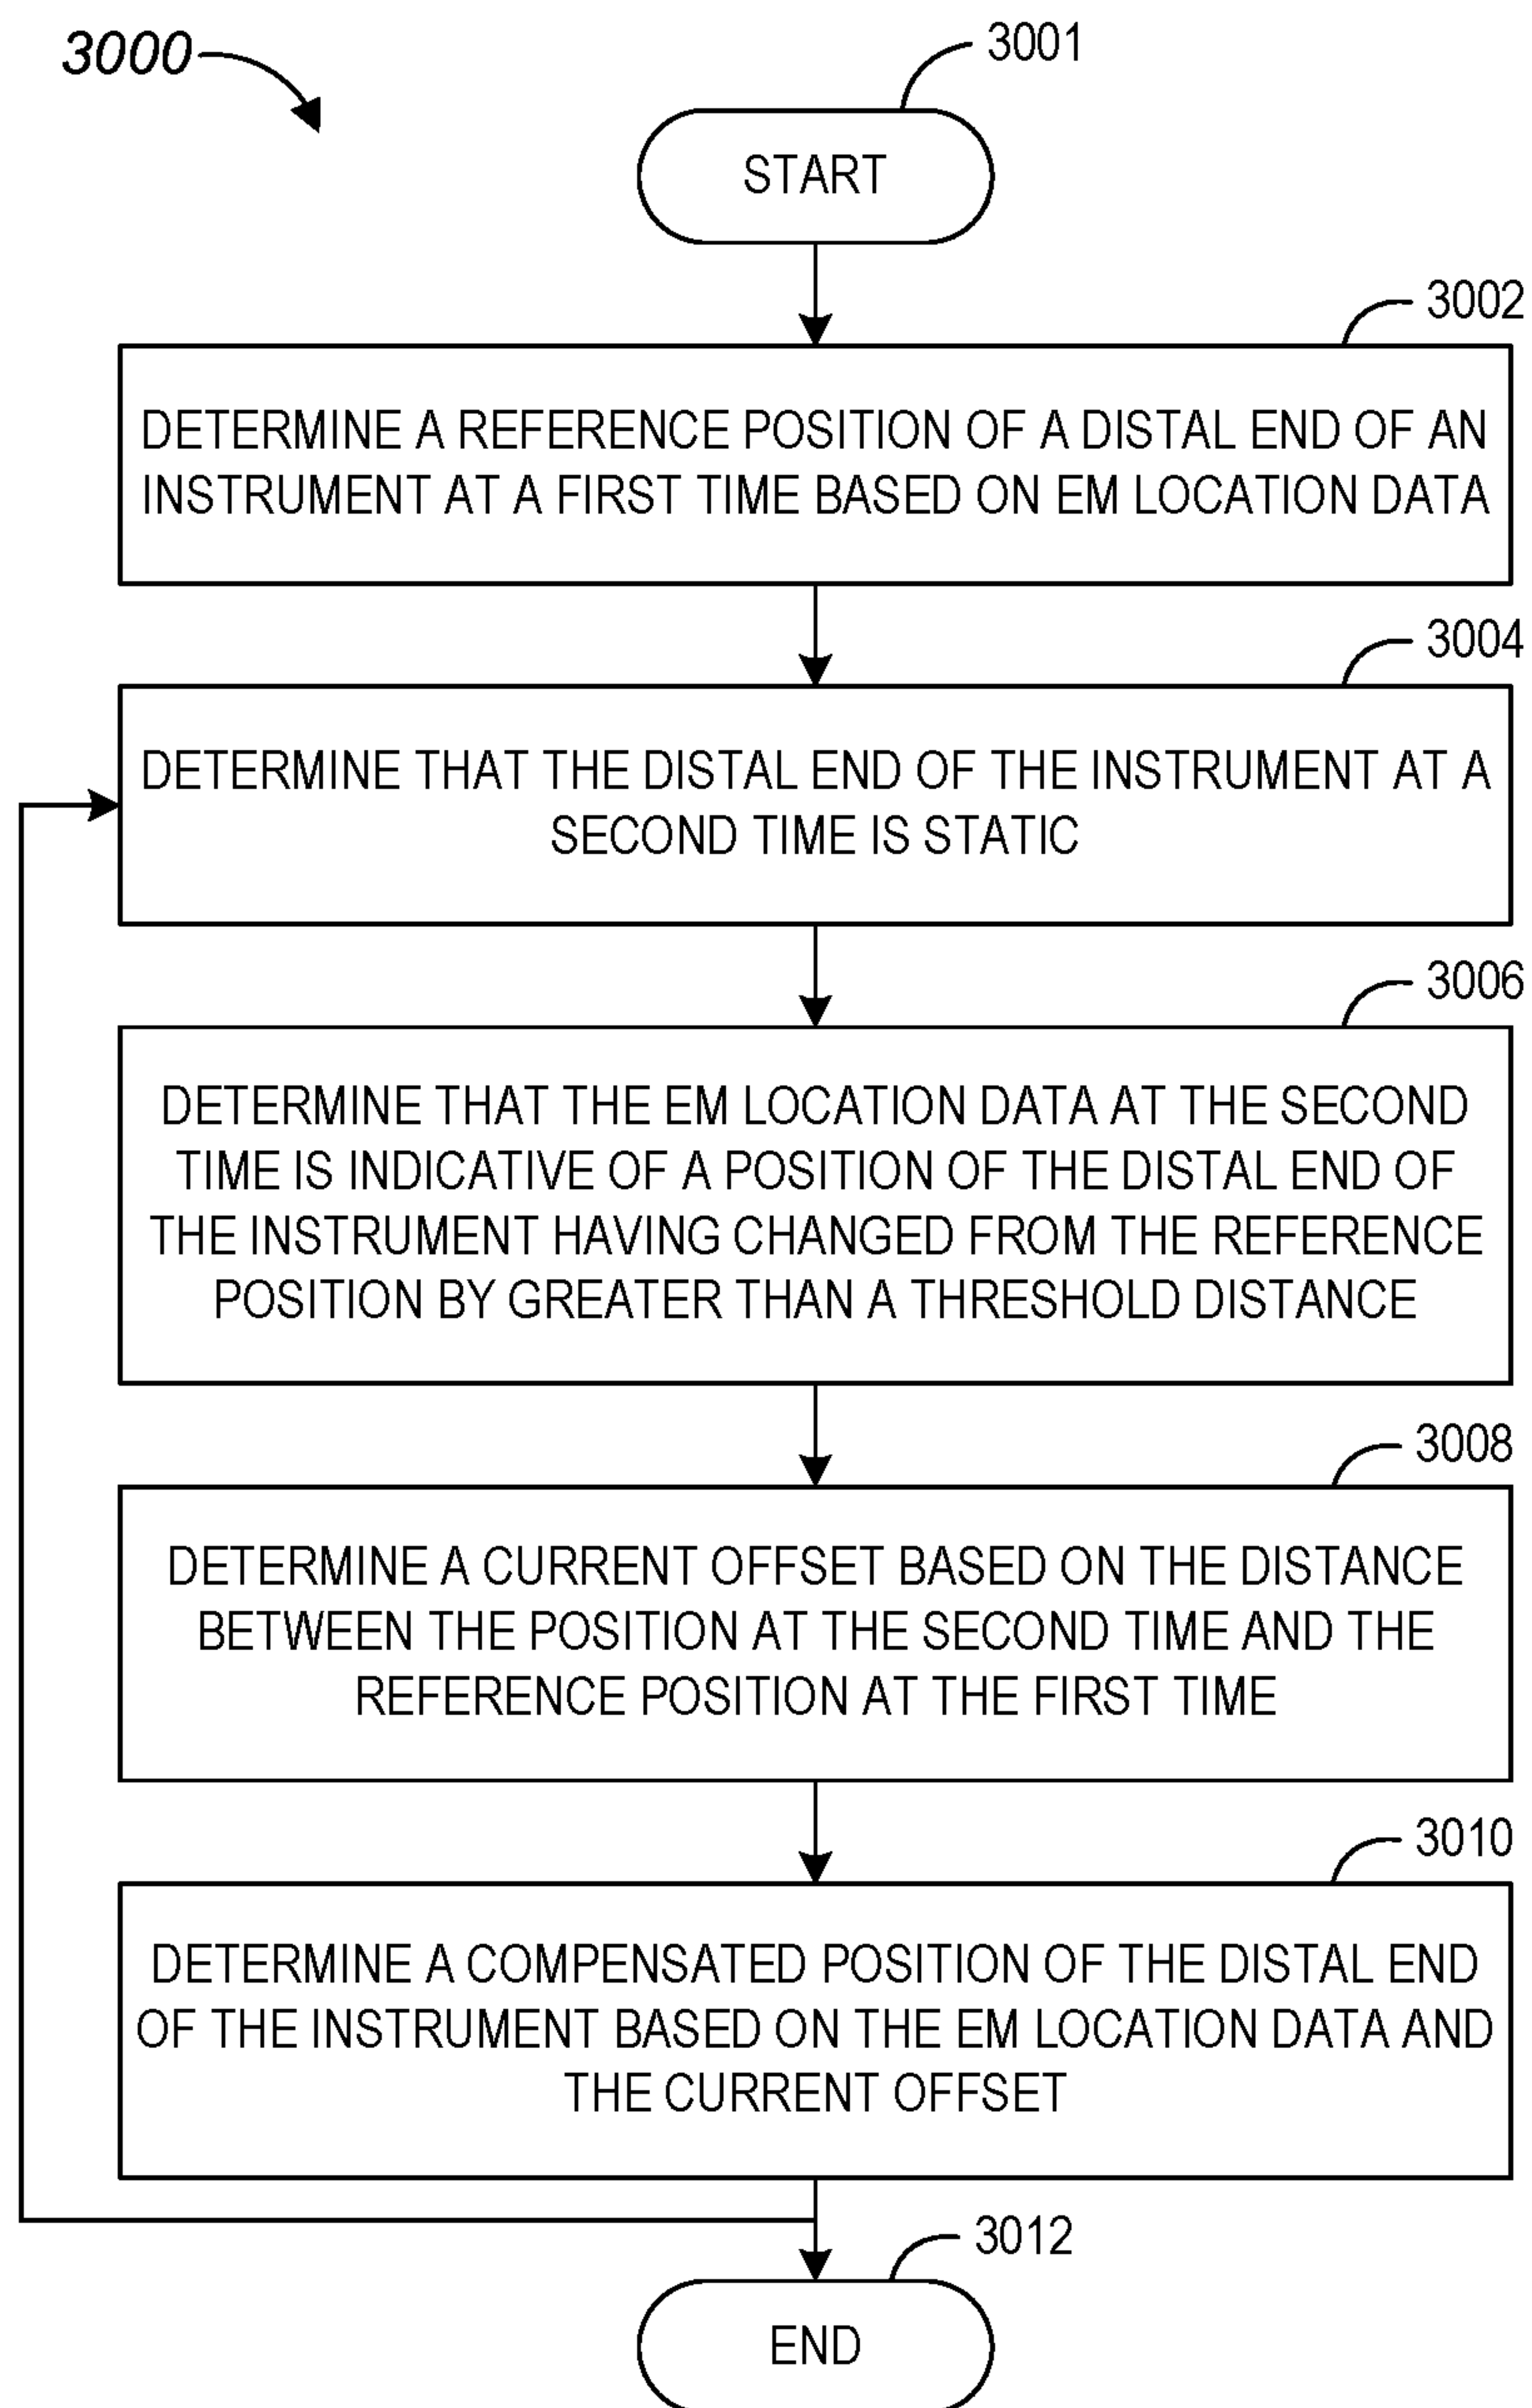 3000
3001
START
3002
DETERMINE A REFERENCE POSITION OF A DISTAL END OF AN
INSTRUMENT AT A FIRST TIME BASED ON EM LOCATION DATA
3004
DETERMINE THAT THE DISTAL END OF THE INSTRUMENT AT A
SECOND TIME IS STATIC
3006
DETERMINE THAT THE EM LOCATION DATA AT THE SECOND
TIME IS INDICATIVE OF A POSITION OF THE DISTAL END OF
THE INSTRUMENT HAVING CHANGED FROM THE REFERENCE
POSITION BY GREATER THAN A THRESHOLD DISTANCE
3008
DETERMINE A CURRENT OFFSET BASED ON THE DISTANCE
BETWEEN THE POSITION AT THE SECOND TIME AND THE
REFERENCE POSITION AT THE FIRST TIME
3010
DETERMINE A COMPENSATED POSITION OF THE DISTAL END
OF THE INSTRUMENT BASED ON THE EM LOCATION DATA AND
THE CURRENT OFFSET
3012
END